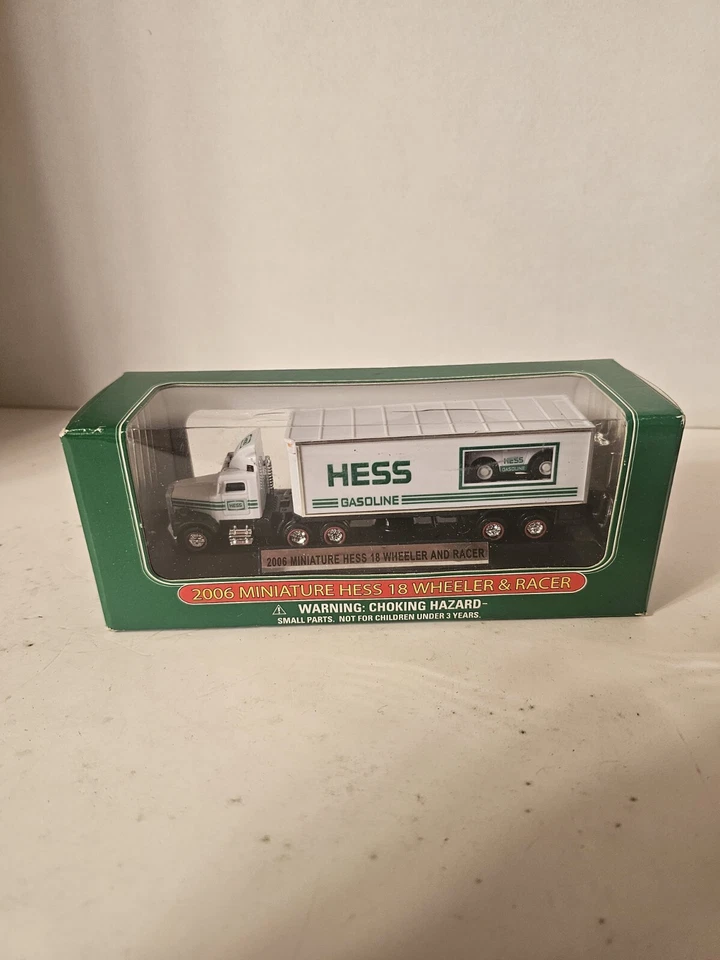 HESS
GASOLINE
HESS
GASOLINE
HESS
2006 MINIATURE HESS 18 WHEELER AND RACER
2006 MINIATURE HESS 18 WHEELER & RACER
⚠ WARNING: CHOKING HAZARD-
SMALL PARTS. NOT FOR CHILDREN UNDER 3 YEARS.